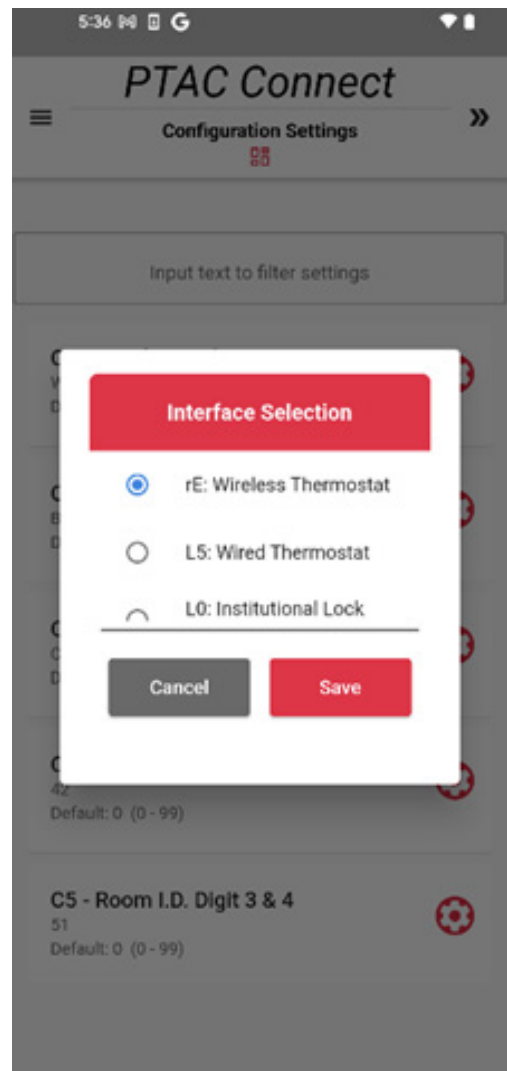 5:36
PTAC Connect
Configuration Settings
Input text to filter settings
Interface Selection
rE: Wireless Thermostat
L5: Wired Thermostat
L0: Institutional Lock
Cancel
Save
42
Default: 0 (0 - 99)
C5 - Room I.D. Digit 3 & 4
51
Default: 0 (0 - 99)